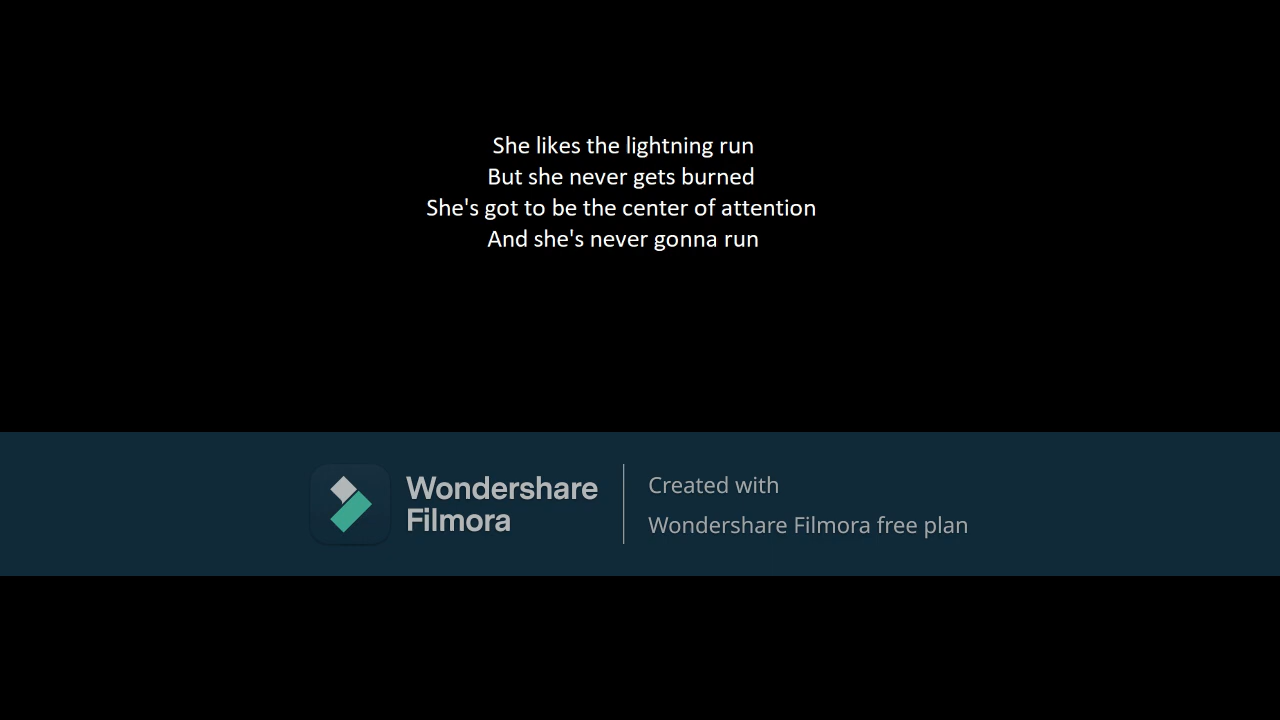 She likes the lightning run
But she never gets burned
She's got to be the center of attention
And she's never gonna run
Wondershare
Filmora
Created with
Wondershare Filmora free plan